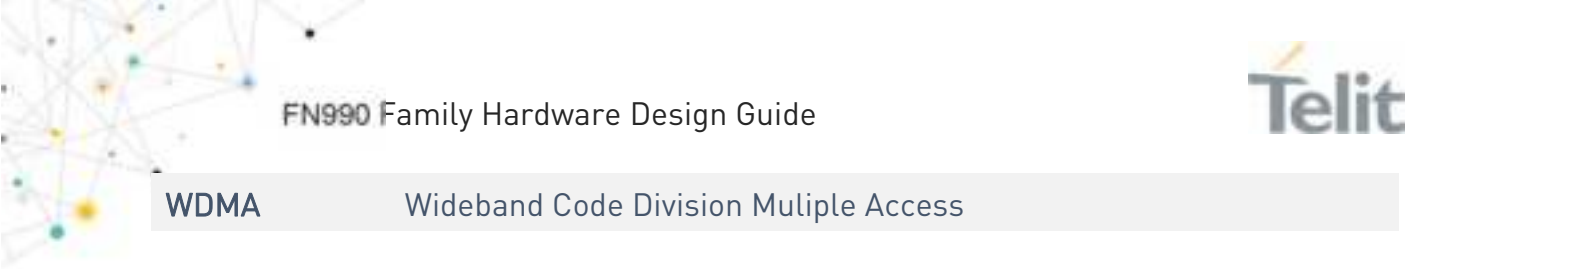 FN990 Family Hardware Design Guide
Telit
WDMA Wideband Code Division Muliple Access